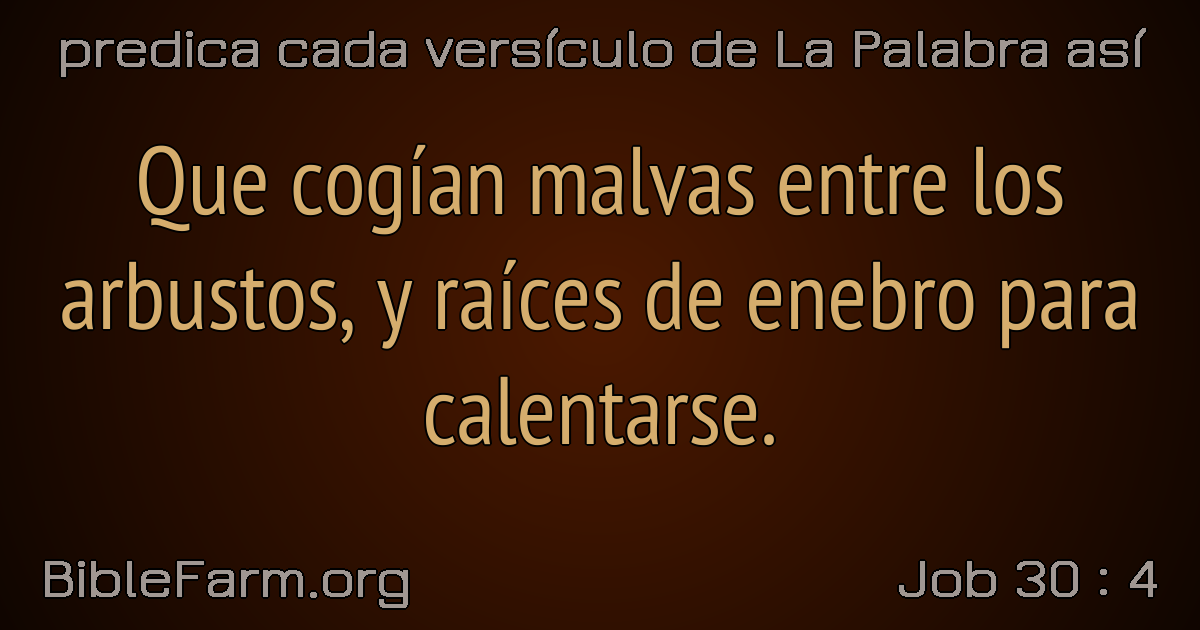 predica cada versículo de La Palabra así
Que cogían malvas entre los
arbustos, y raíces de enebro para
calentarse.
BibleFarm.org
Job 30 : 4